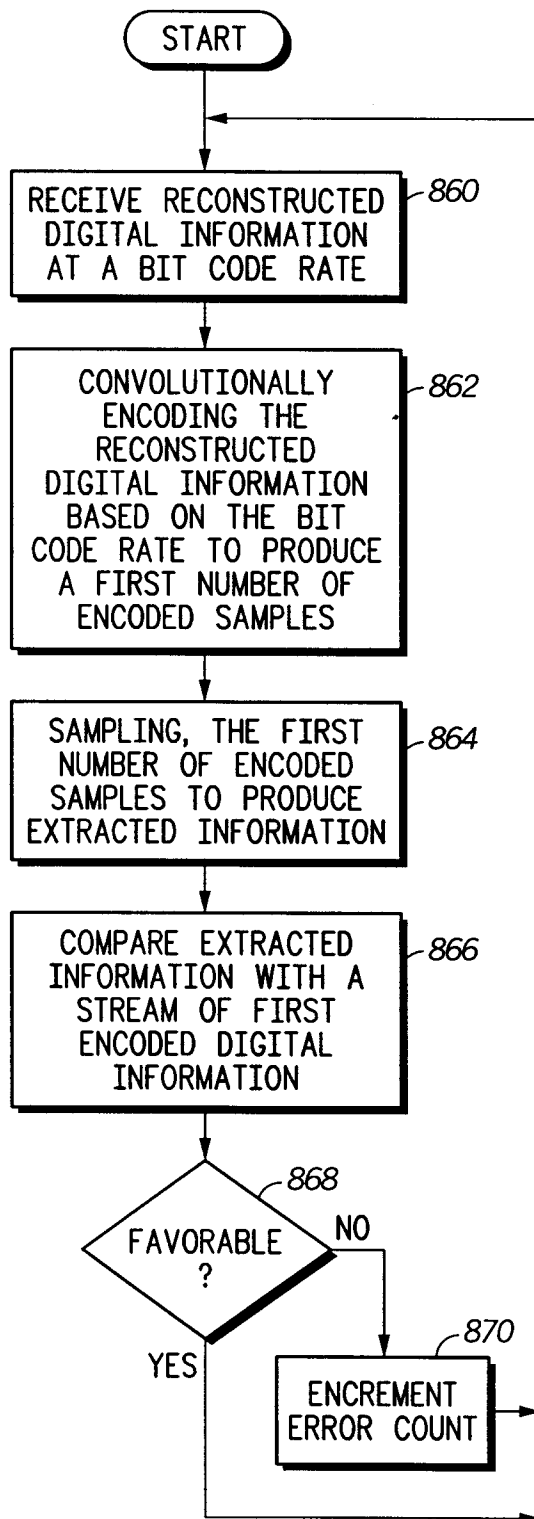 START
860
RECEIVE RECONSTRUCTED
DIGITAL INFORMATION
AT A BIT CODE RATE
862
CONVOLUTIONALLY
ENCODING THE
RECONSTRUCTED
DIGITAL INFORMATION
BASED ON THE BIT
CODE RATE TO PRODUCE
A FIRST NUMBER OF
ENCODED SAMPLES
864
SAMPLING, THE FIRST
NUMBER OF ENCODED
SAMPLES TO PRODUCE
EXTRACTED INFORMATION
866
COMPARE EXTRACTED
INFORMATION WITH A
STREAM OF FIRST
ENCODED DIGITAL
INFORMATION
868
FAVORABLE
?
NO
YES
870
ENCREMENT
ERROR COUNT